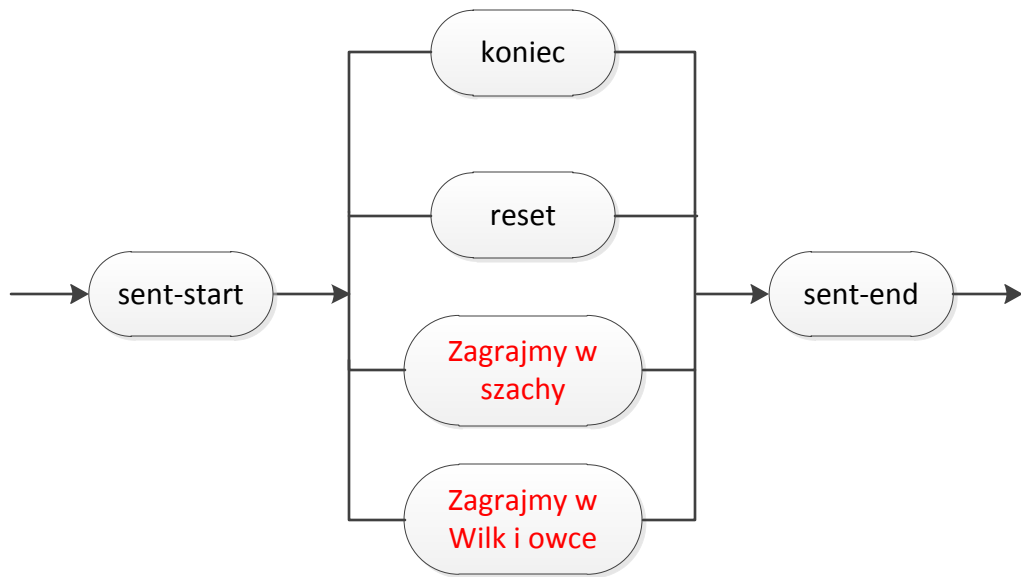 koniec
reset
sent-start
sent-end
Zagrajmy w
szachy
Zagrajmy w
Wilk i owce